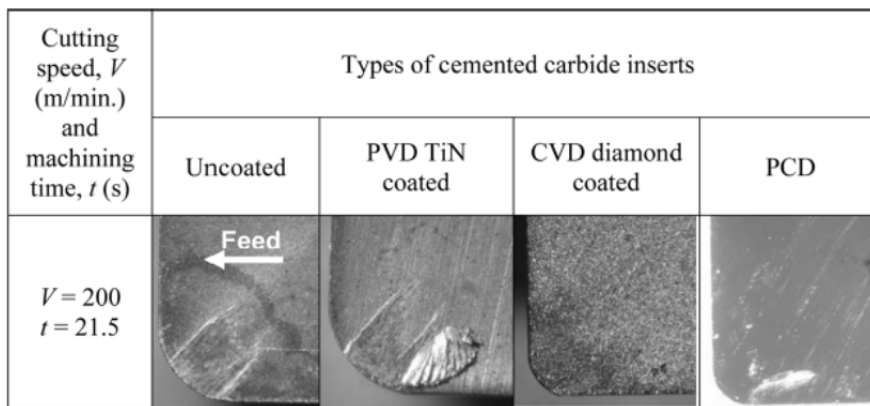 Cutting
speed, V
(m/min.)
and
machining
time, t (s)
Types of cemented carbide inserts
Uncoated
PVD TiN
coated
CVD diamond
coated
PCD
V = 200
t = 21.5
Feed